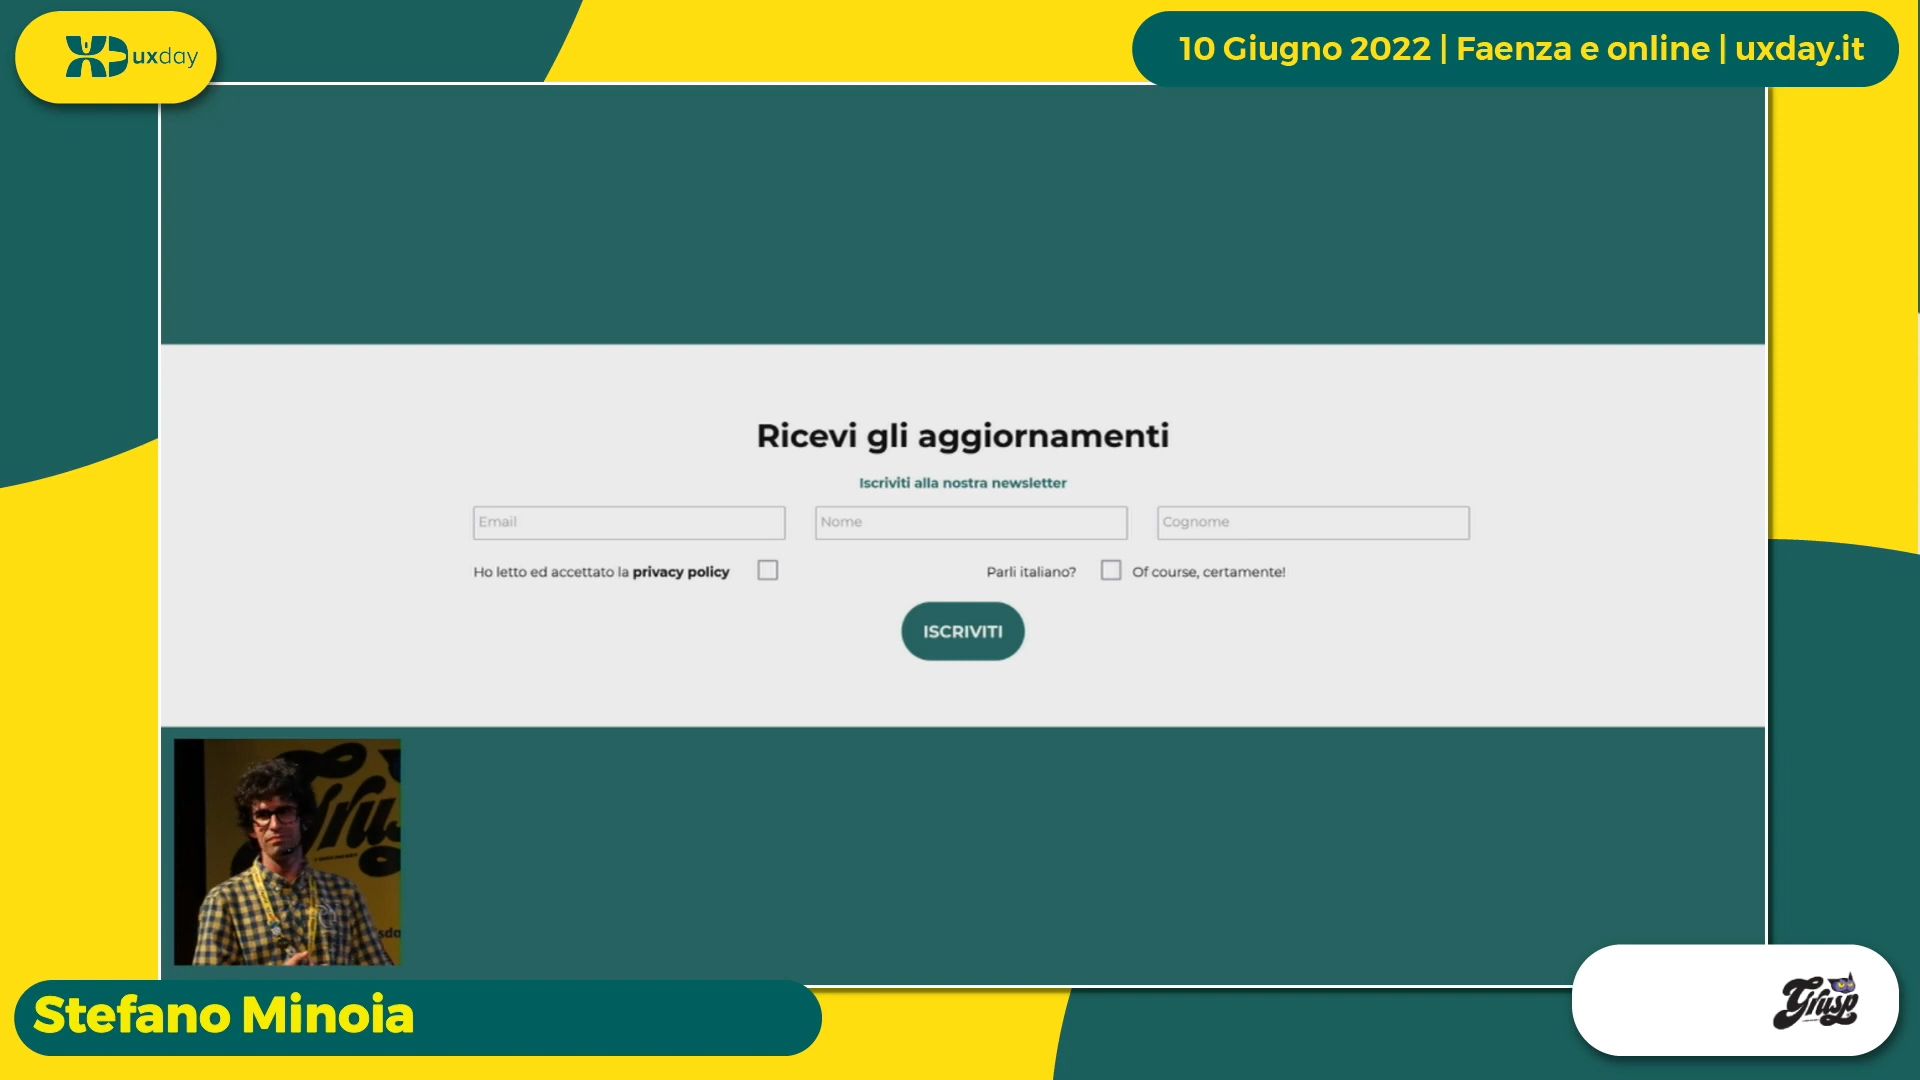 uxday
10 Giugno 2022 | Faenza e online | uxday.it
Ricevi gli aggiornamenti
Iscriviti alla nostra newsletter
Email
Nome
Cognome
Ho letto ed accettato la privacy policy
Parli italiano?
Of course, certamente!
ISCRIVITI
Stefano Minoia
Grusp